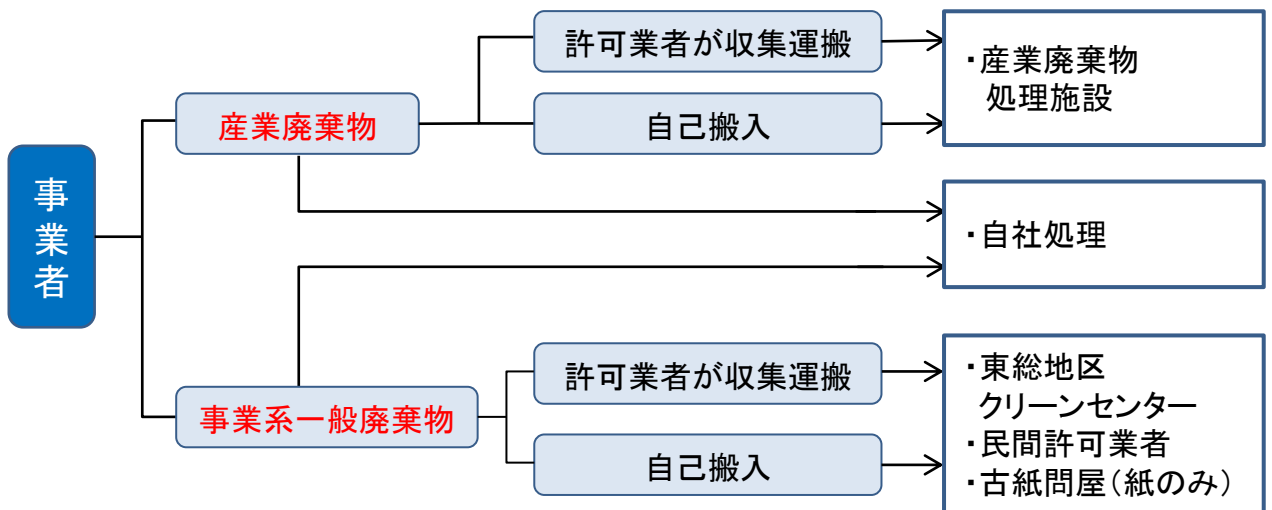 事業者
産業廃棄物
許可業者が収集運搬
自己搬入
・産業廃棄物
処理施設
・自社処理
事業系一般廃棄物
許可業者が収集運搬
自己搬入
・東総地区
クリーンセンター
・民間許可業者
・古紙問屋(紙のみ)